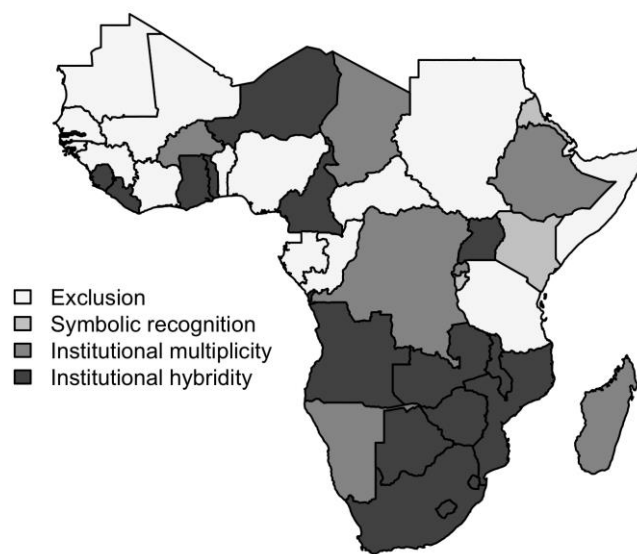 Exclusion
Symbolic recognition
Institutional multiplicity
Institutional hybridity